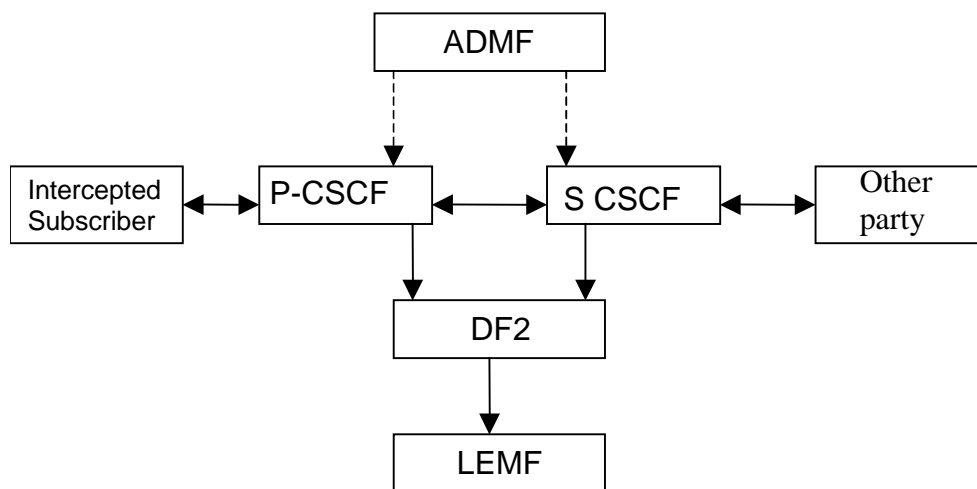 ADMF
Intercepted
Subscriber
P-CSCF
S CSCF
Other
party
DF2
LEMF